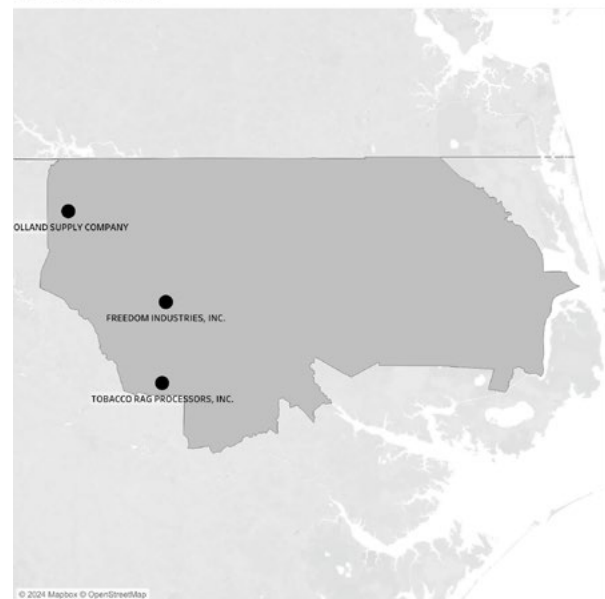 OLLAND SUPPLY COMPANY
FREEDOM INDUSTRIES, INC.
TOBACCO RAG PROCESSORS, INC.
© 2024 Mapbox © OpenStreetMap